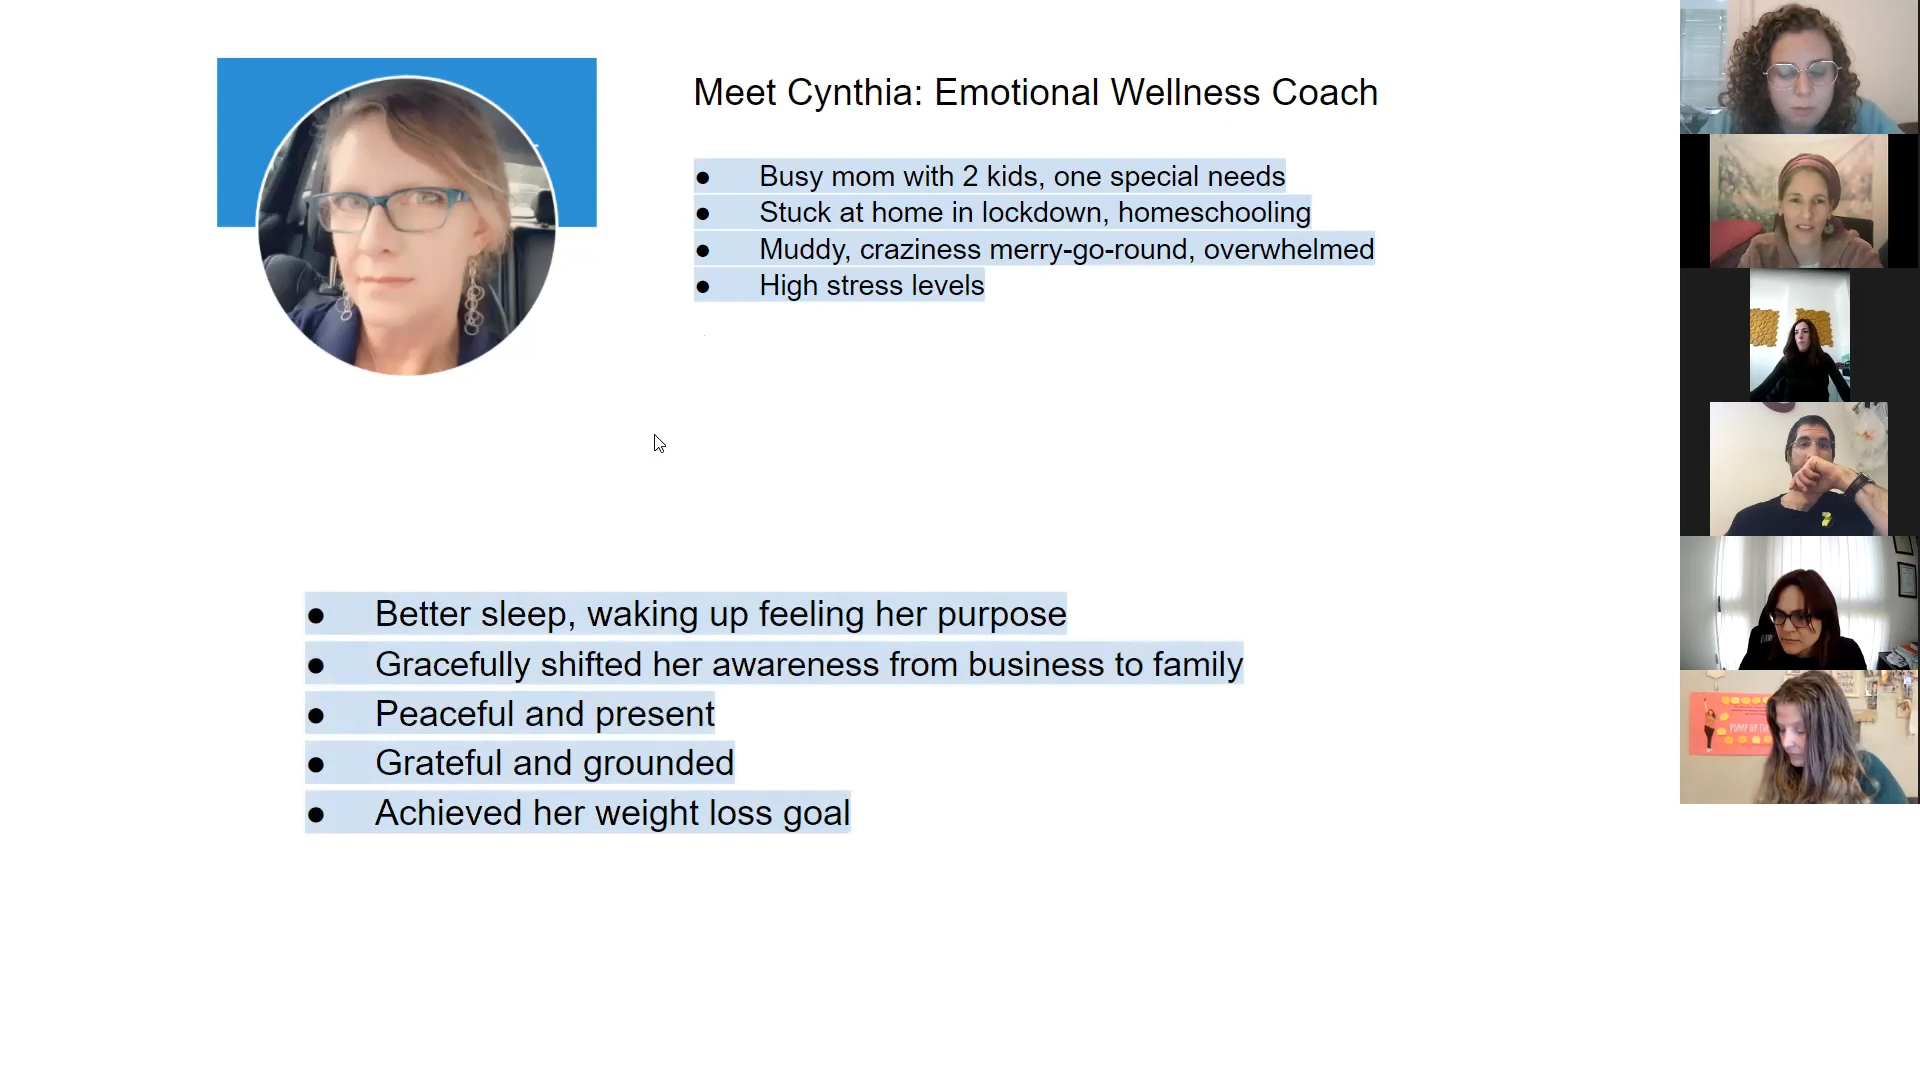 Meet Cynthia: Emotional Wellness Coach
● Busy mom with 2 kids, one special needs
● Stuck at home in lockdown, homeschooling
● Muddy, craziness merry-go-round, overwhelmed
● High stress levels
● Better sleep, waking up feeling her purpose
● Gracefully shifted her awareness from business to family
● Peaceful and present
● Grateful and grounded
● Achieved her weight loss goal
PUMP UP